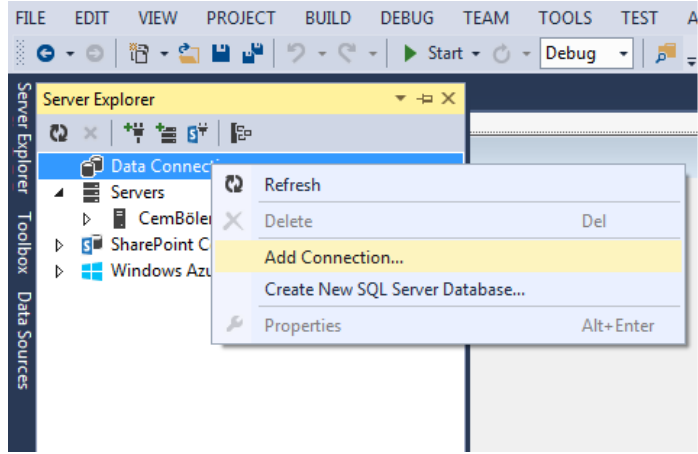 FILE EDIT VIEW PROJECT BUILD DEBUG TEAM TOOLS TEST
Start Debug
Server Explorer
Server Explorer
Toolbox
Data Sources
Data Connecti
Servers
CemBöler
SharePoint C
Windows Azu
Refresh
Delete Del
Add Connection...
Create New SQL Server Database...
Properties Alt+Enter